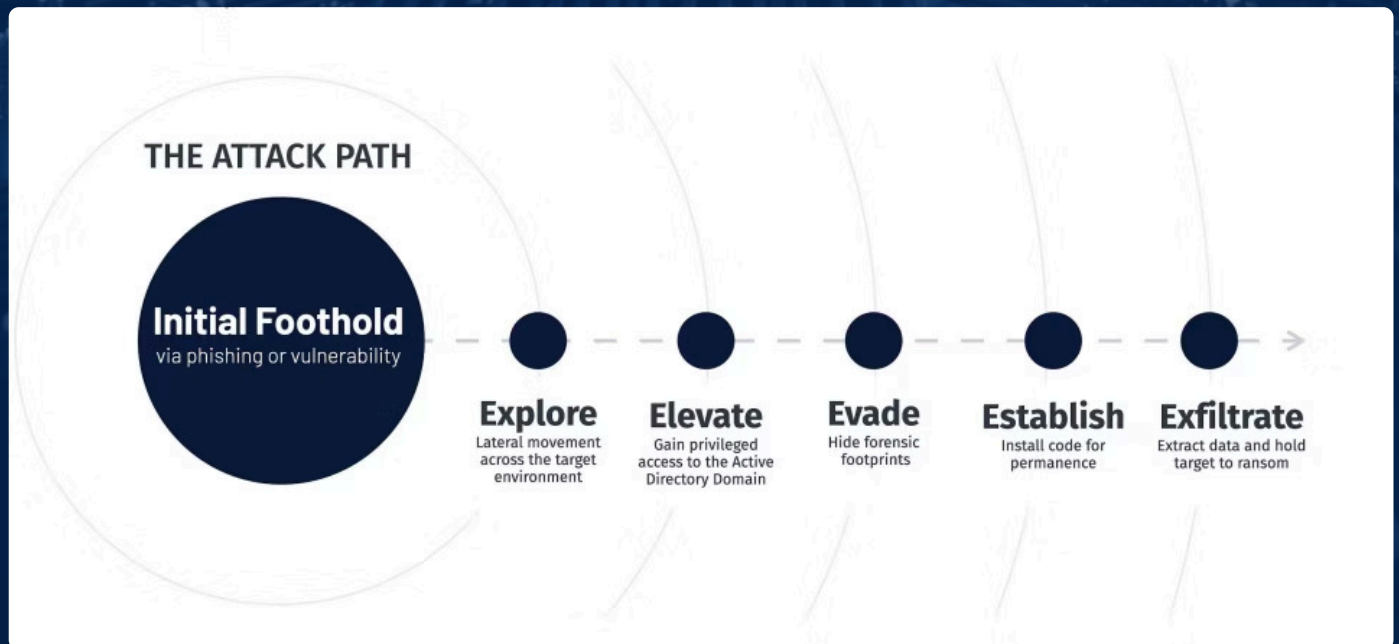 THE ATTACK PATH
Initial Foothold
via phishing or vulnerability
Explore
Lateral movement
across the target
environment
Elevate
Gain privileged
access to the Active
Directory Domain
Evade
Hide forensic
footprints
Establish
Install code for
permanence
Exfiltrate
Extract data and hold
target to ransom